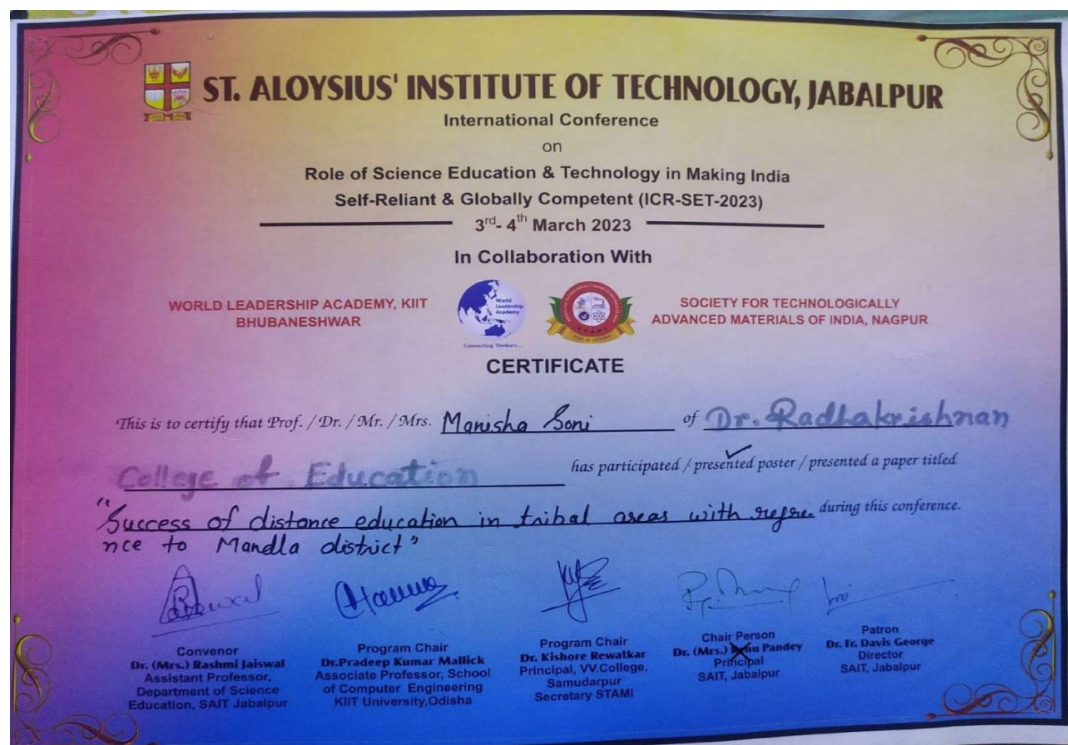 ST. ALOYSIUS' INSTITUTE OF TECHNOLOGY, JABALPUR
International Conference
on
Role of Science Education & Technology in Making India
Self-Reliant & Globally Competent (ICR-SET-2023)
3rd- 4th March 2023
In Collaboration With
WORLD LEADERSHIP ACADEMY, KIIT
BHUBANESHWAR
World
Leadership
Academy
Connecting Thinkers...
SOCIETY FOR TECHNOLOGICALLY
ADVANCED MATERIALS OF INDIA, NAGPUR
CERTIFICATE
This is to certify that Prof. / Dr. / Mr. / Mrs. Manisha Soni of Dr. Radhakrishnan
College of Education has participated / presented poster / presented a paper titled
"Success of distance education in tribal areas with refre. during this conference.
nce to Mandla district"
Convenor
Dr. (Mrs.) Rashmi Jaiswal
Assistant Professor,
Department of Science
Education, SAIT Jabalpur
Program Chair
Dr.Pradeep Kumar Mallick
Associate Professor, School
of Computer Engineering
KIIT University,Odisha
Program Chair
Dr. Kishore Rewatkar
Principal, VV.College,
Samudarpur
Secretary STAMI
Chair Person
Dr. (Mrs.) Renu Pandey
Principal
SAIT, Jabalpur
Patron
Dr. Fr. Davis George
Director
SAIT, Jabalpur